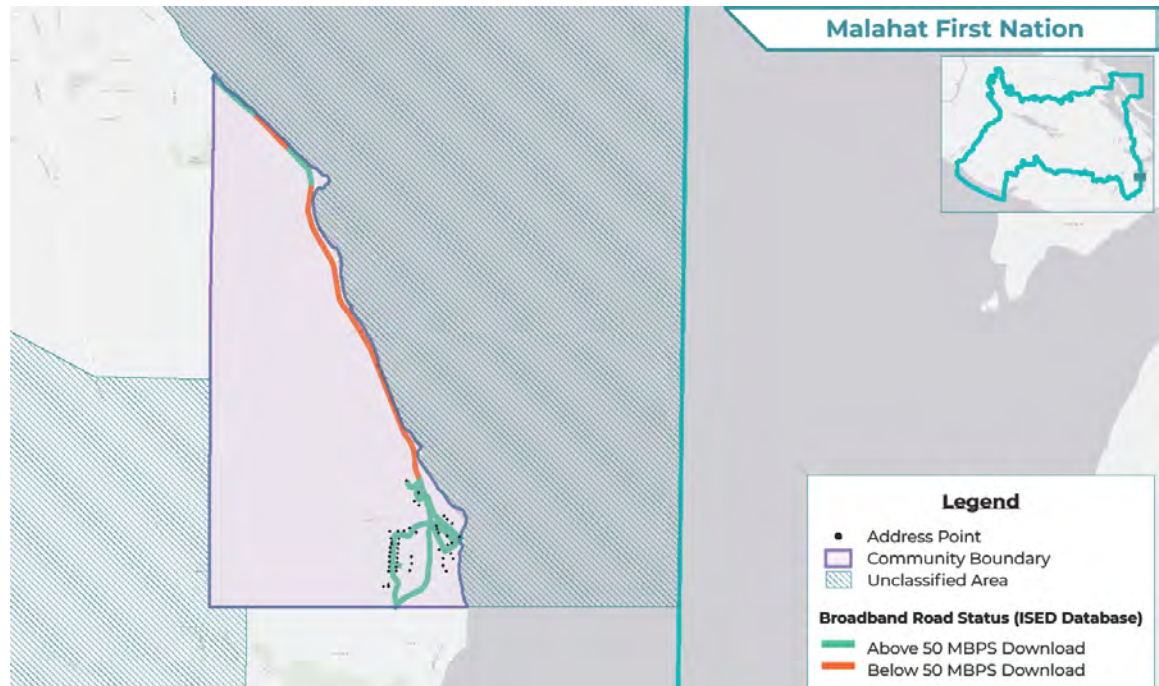 Malahat First Nation
Legend
Address Point
Community Boundary
Unclassified Area
Broadband Road Status (ISED Database)
Above 50 MBPS Download
Below 50 MBPS Download